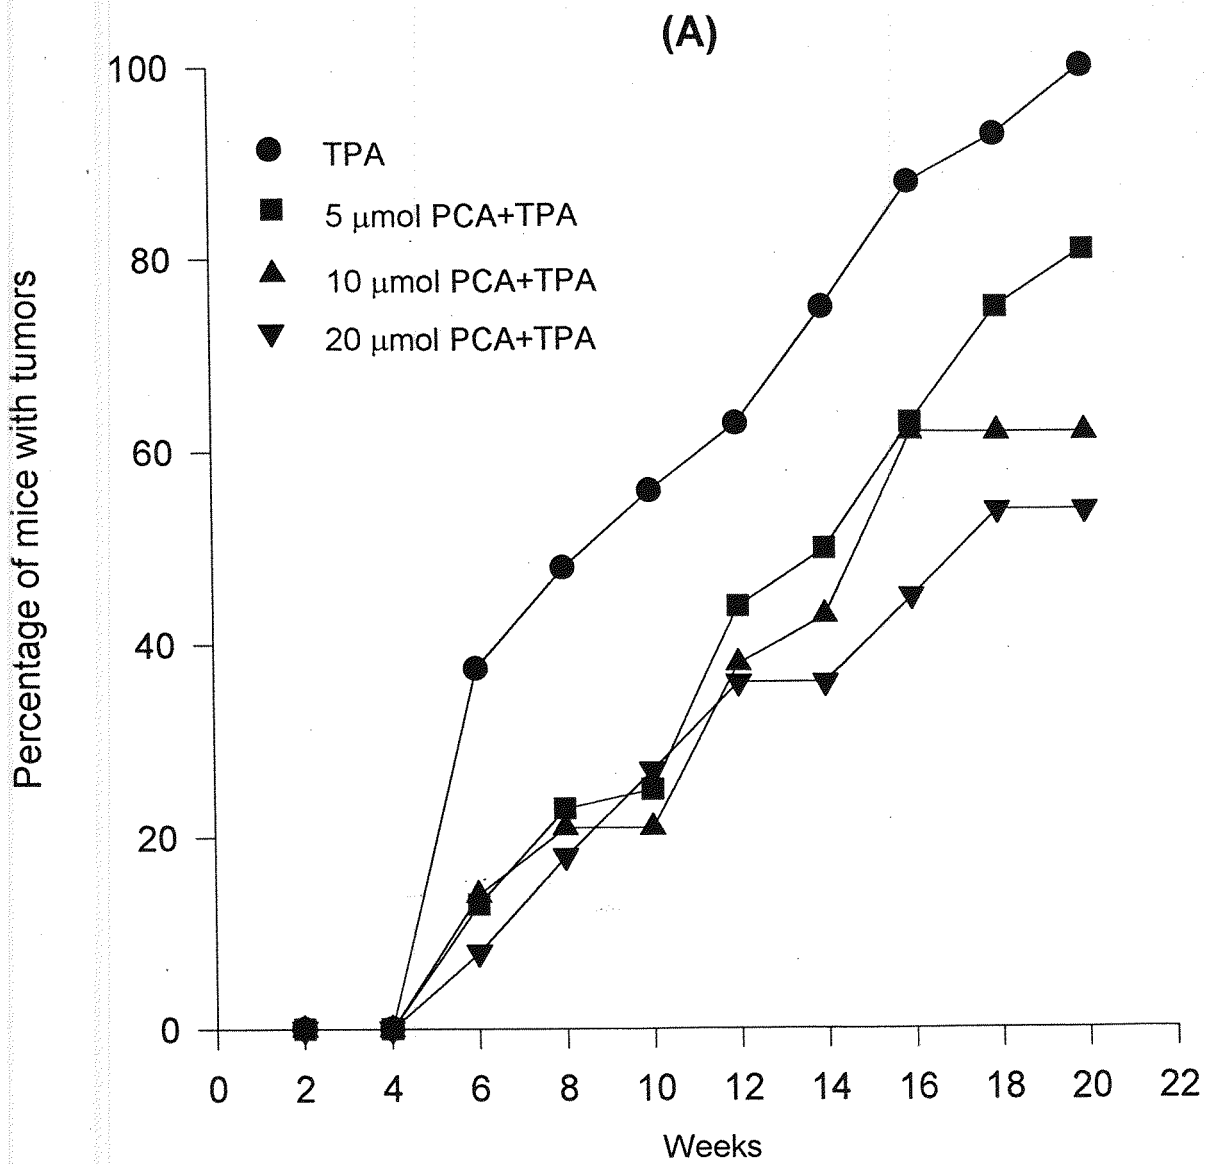 (A)
100
80
60
40
20
0
Percentage of mice with tumors
TPA
5 μmol PCA+TPA
10 μmol PCA+TPA
20 μmol PCA+TPA
0 2 4 6 8 10 12 14 16 18 20 22
Weeks